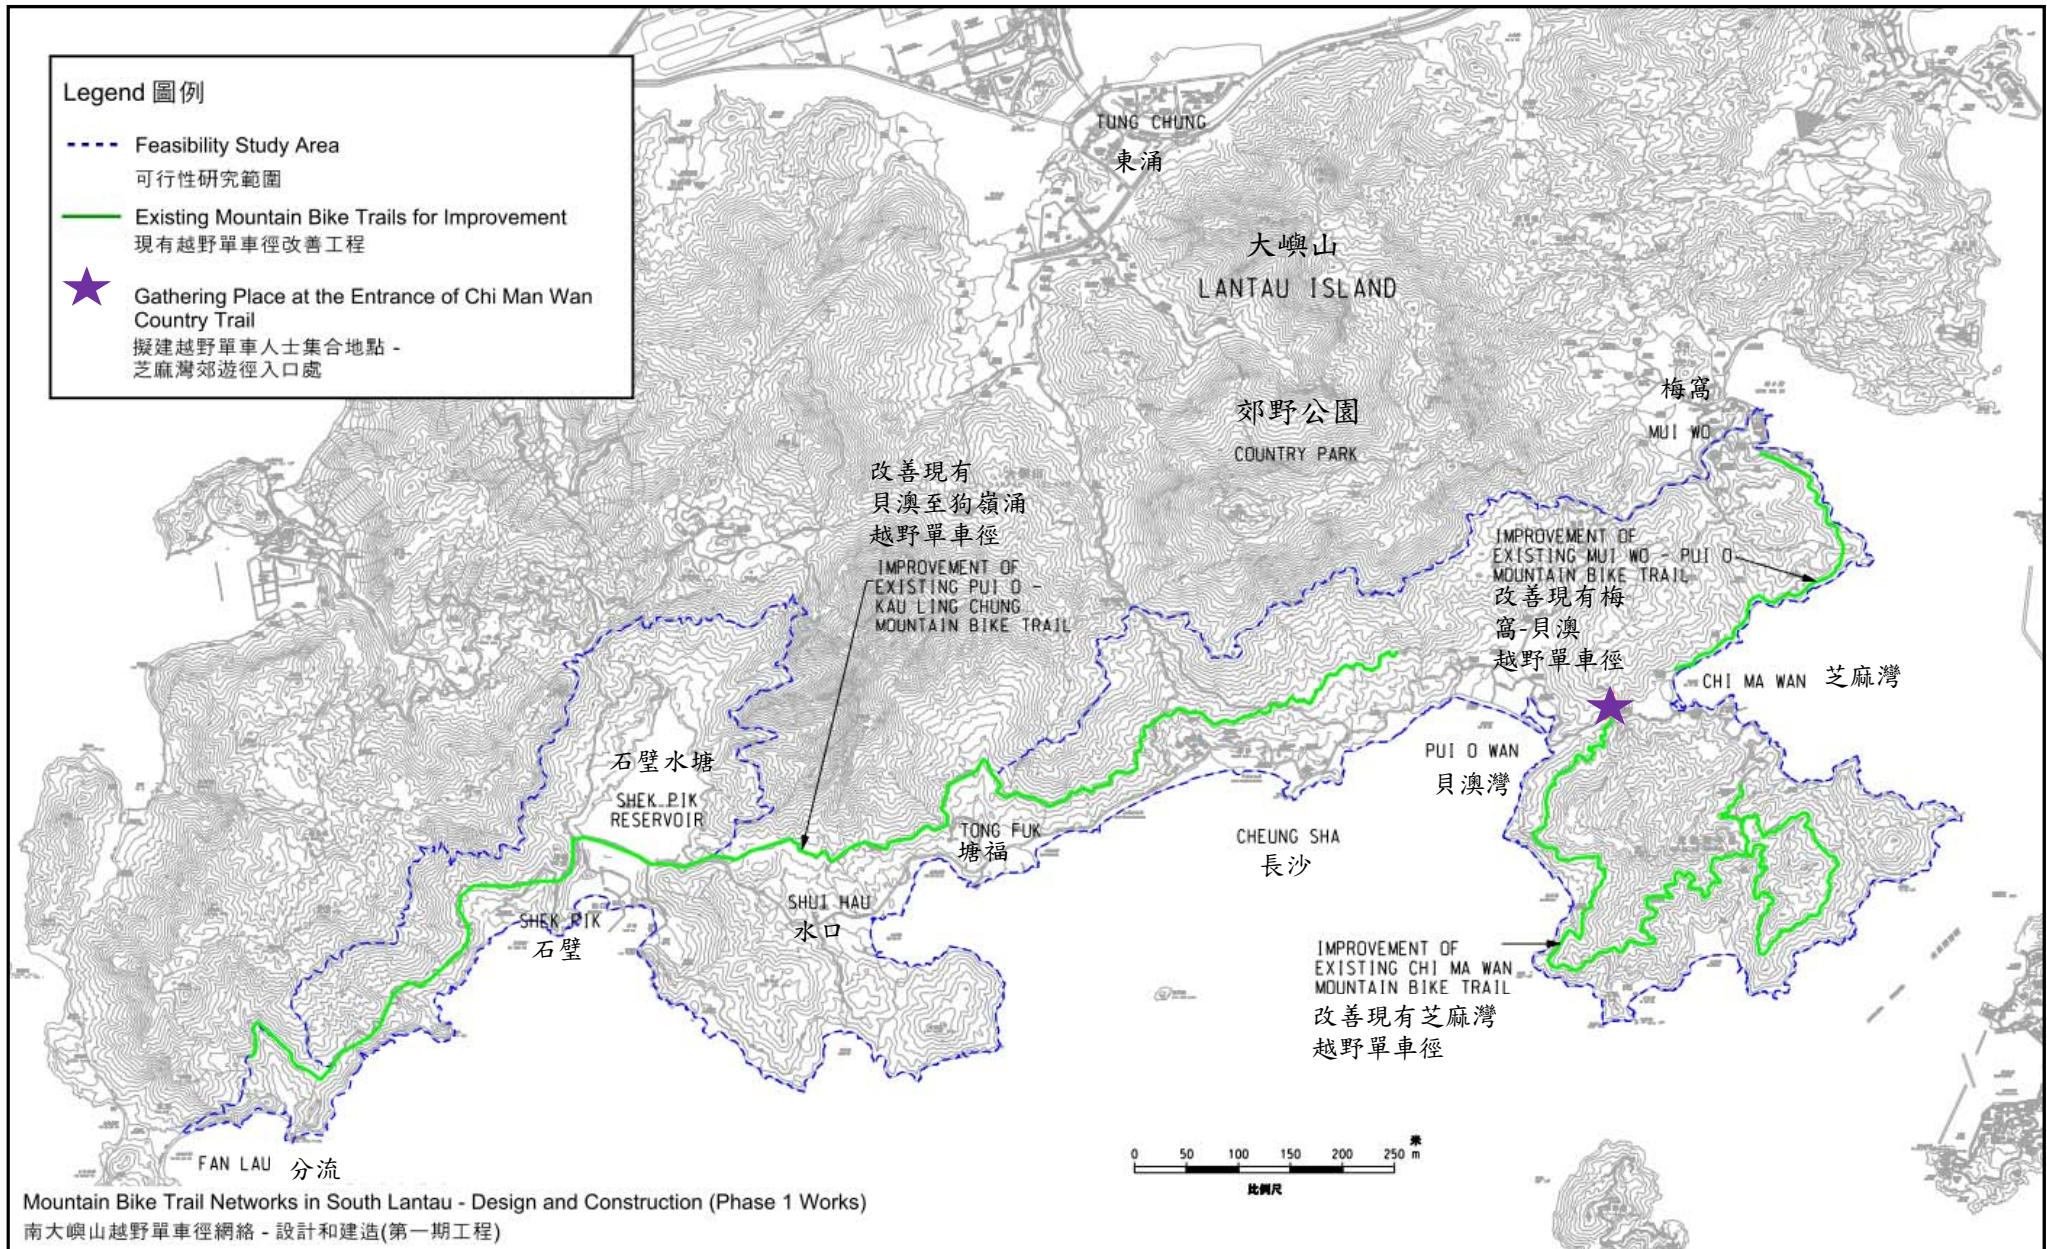 Legend 圖例
Feasibility Study Area
可行性研究範圍
Existing Mountain Bike Trails for Improvement
現有越野單車徑改善工程
Gathering Place at the Entrance of Chi Man Wan
Country Trail
擬建越野單車人士集合地點 -
芝麻灣郊遊徑入口處
TUNG CHUNG
東涌
大嶼山
LANTAU ISLAND
郊野公園
COUNTRY PARK
梅窩
MUI WO
改善現有
貝澳至狗嶺涌
越野單車徑
IMPROVEMENT OF
EXISTING PUI O -
KAU LING CHUNG
MOUNTAIN BIKE TRAIL
IMPROVEMENT OF
EXISTING MUI WO - PUI O
MOUNTAIN BIKE TRAIL
改善現有梅
窩-貝澳
越野單車徑
CHI MA WAN 芝麻灣
石壁水塘
SHEK PIK
RESERVOIR
PUI O WAN
貝澳灣
TONG FUK
塘福
CHEUNG SHA
長沙
SHUI HAU
水口
SHEK PIK
石壁
IMPROVEMENT OF
EXISTING CHI MA WAN
MOUNTAIN BIKE TRAIL
改善現有芝麻灣
越野單車徑
FAN LAU 分流
0 50 100 150 200 250 米 m
比例尺
Mountain Bike Trail Networks in South Lantau - Design and Construction (Phase 1 Works)
南大嶼山越野單車徑網絡 - 設計和建造(第一期工程)